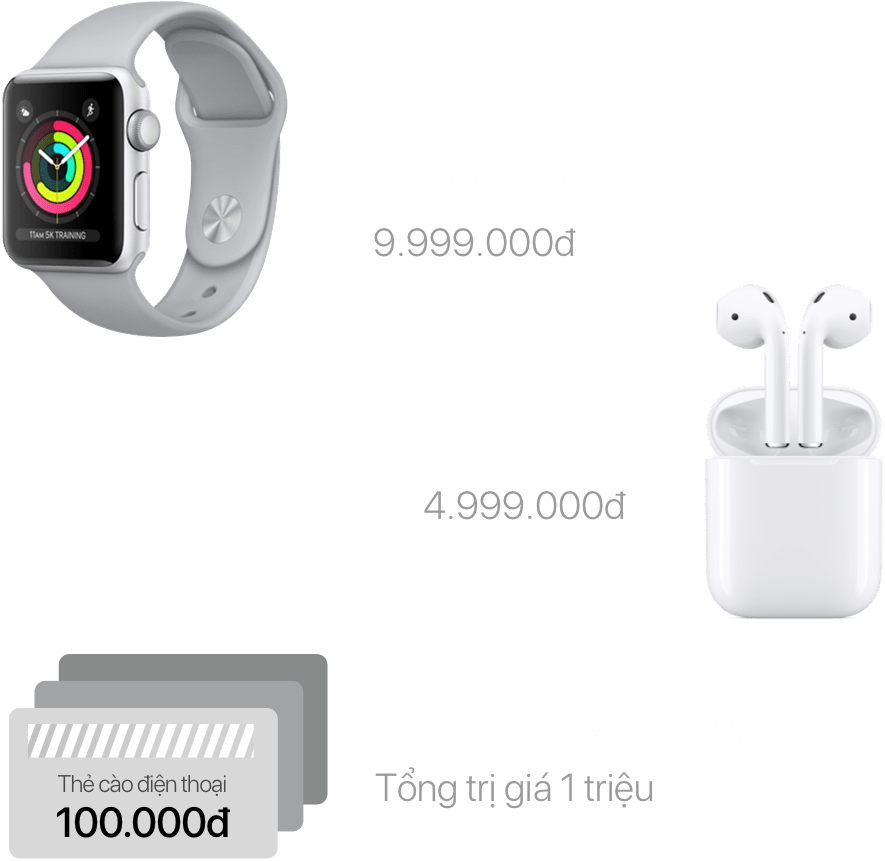 11AM 5K TRAINING
9.999.000đ
4.999.000đ
Thẻ cào điện thoại
100.000đ
Tổng trị giá 1 triệu